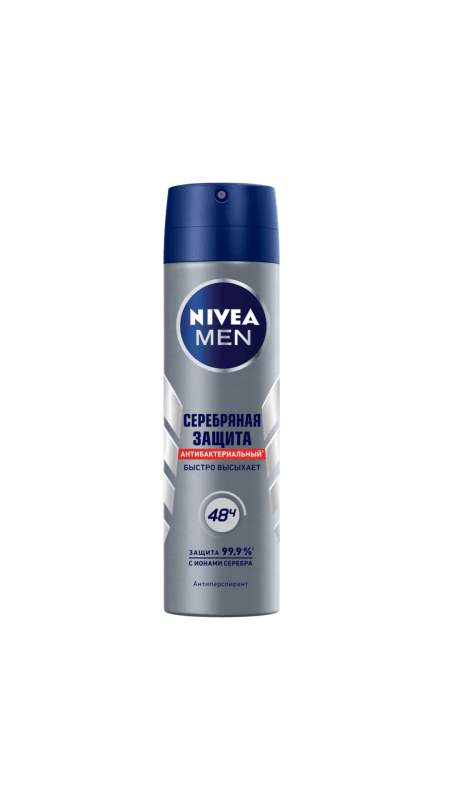 NIVEA
MEN
СЕРЕБРЯНАЯ
ЗАЩИТА
АНТИБАКТЕРИАЛЬНЫЙ*
БЫСТРО ВЫСЫХАЕТ
48ч
ЗАЩИТА 99,9%*
С ИОНАМИ СЕРЕБРА
Антиперспирант